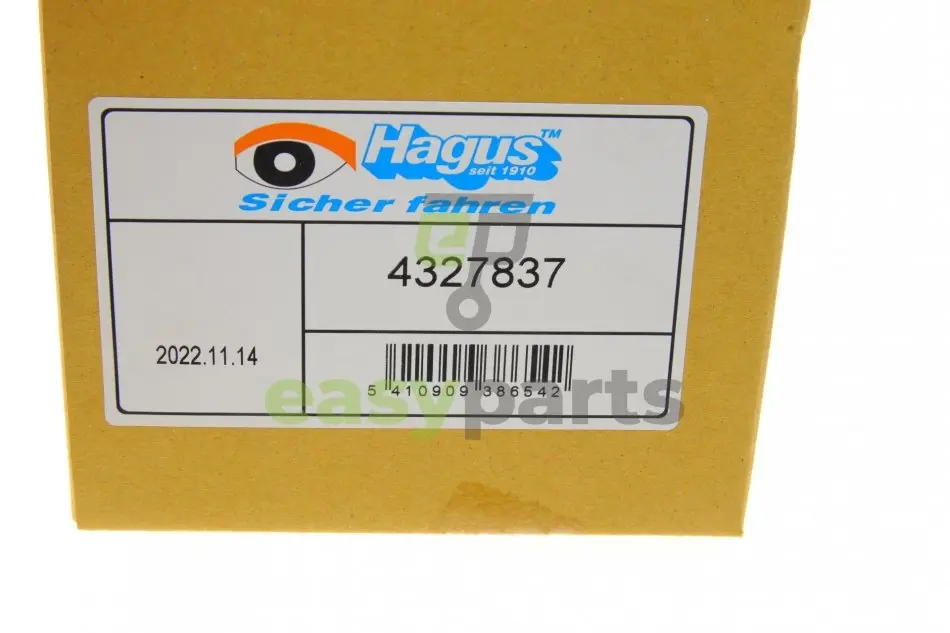 Hagus™
seit 1910
Sicher fahren
4327837
2022.11.14
5 410909 386542
easyparts